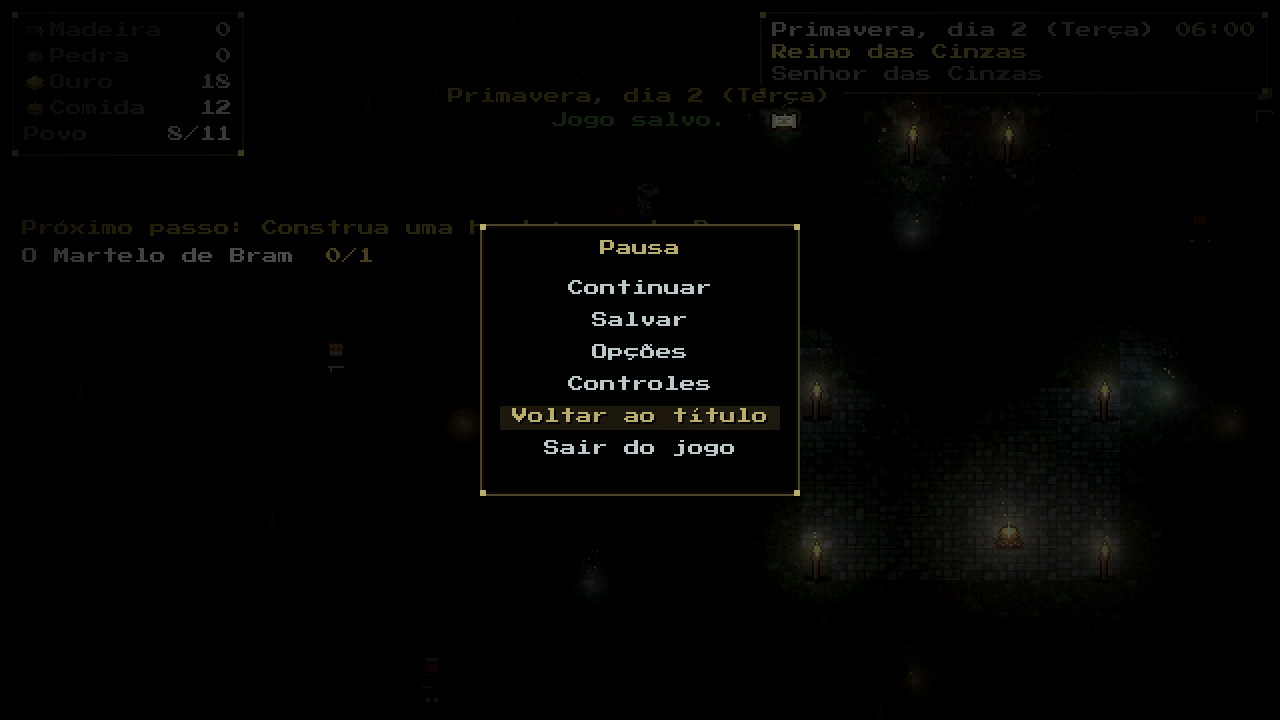 Madeira 0
Pedra 0
Ouro 18
Comida 12
Povo 8/11
Primavera, dia 2 (Terça) 06:00
Reino das Cinzas
Senhor das Cinzas
Primavera, dia 2 (Terça)
Jogo salvo.
Próximo passo: Construa uma
O Martelo de Bram 0/1
Pausa
Continuar
Salvar
Opções
Controles
Voltar ao título
Sair do jogo